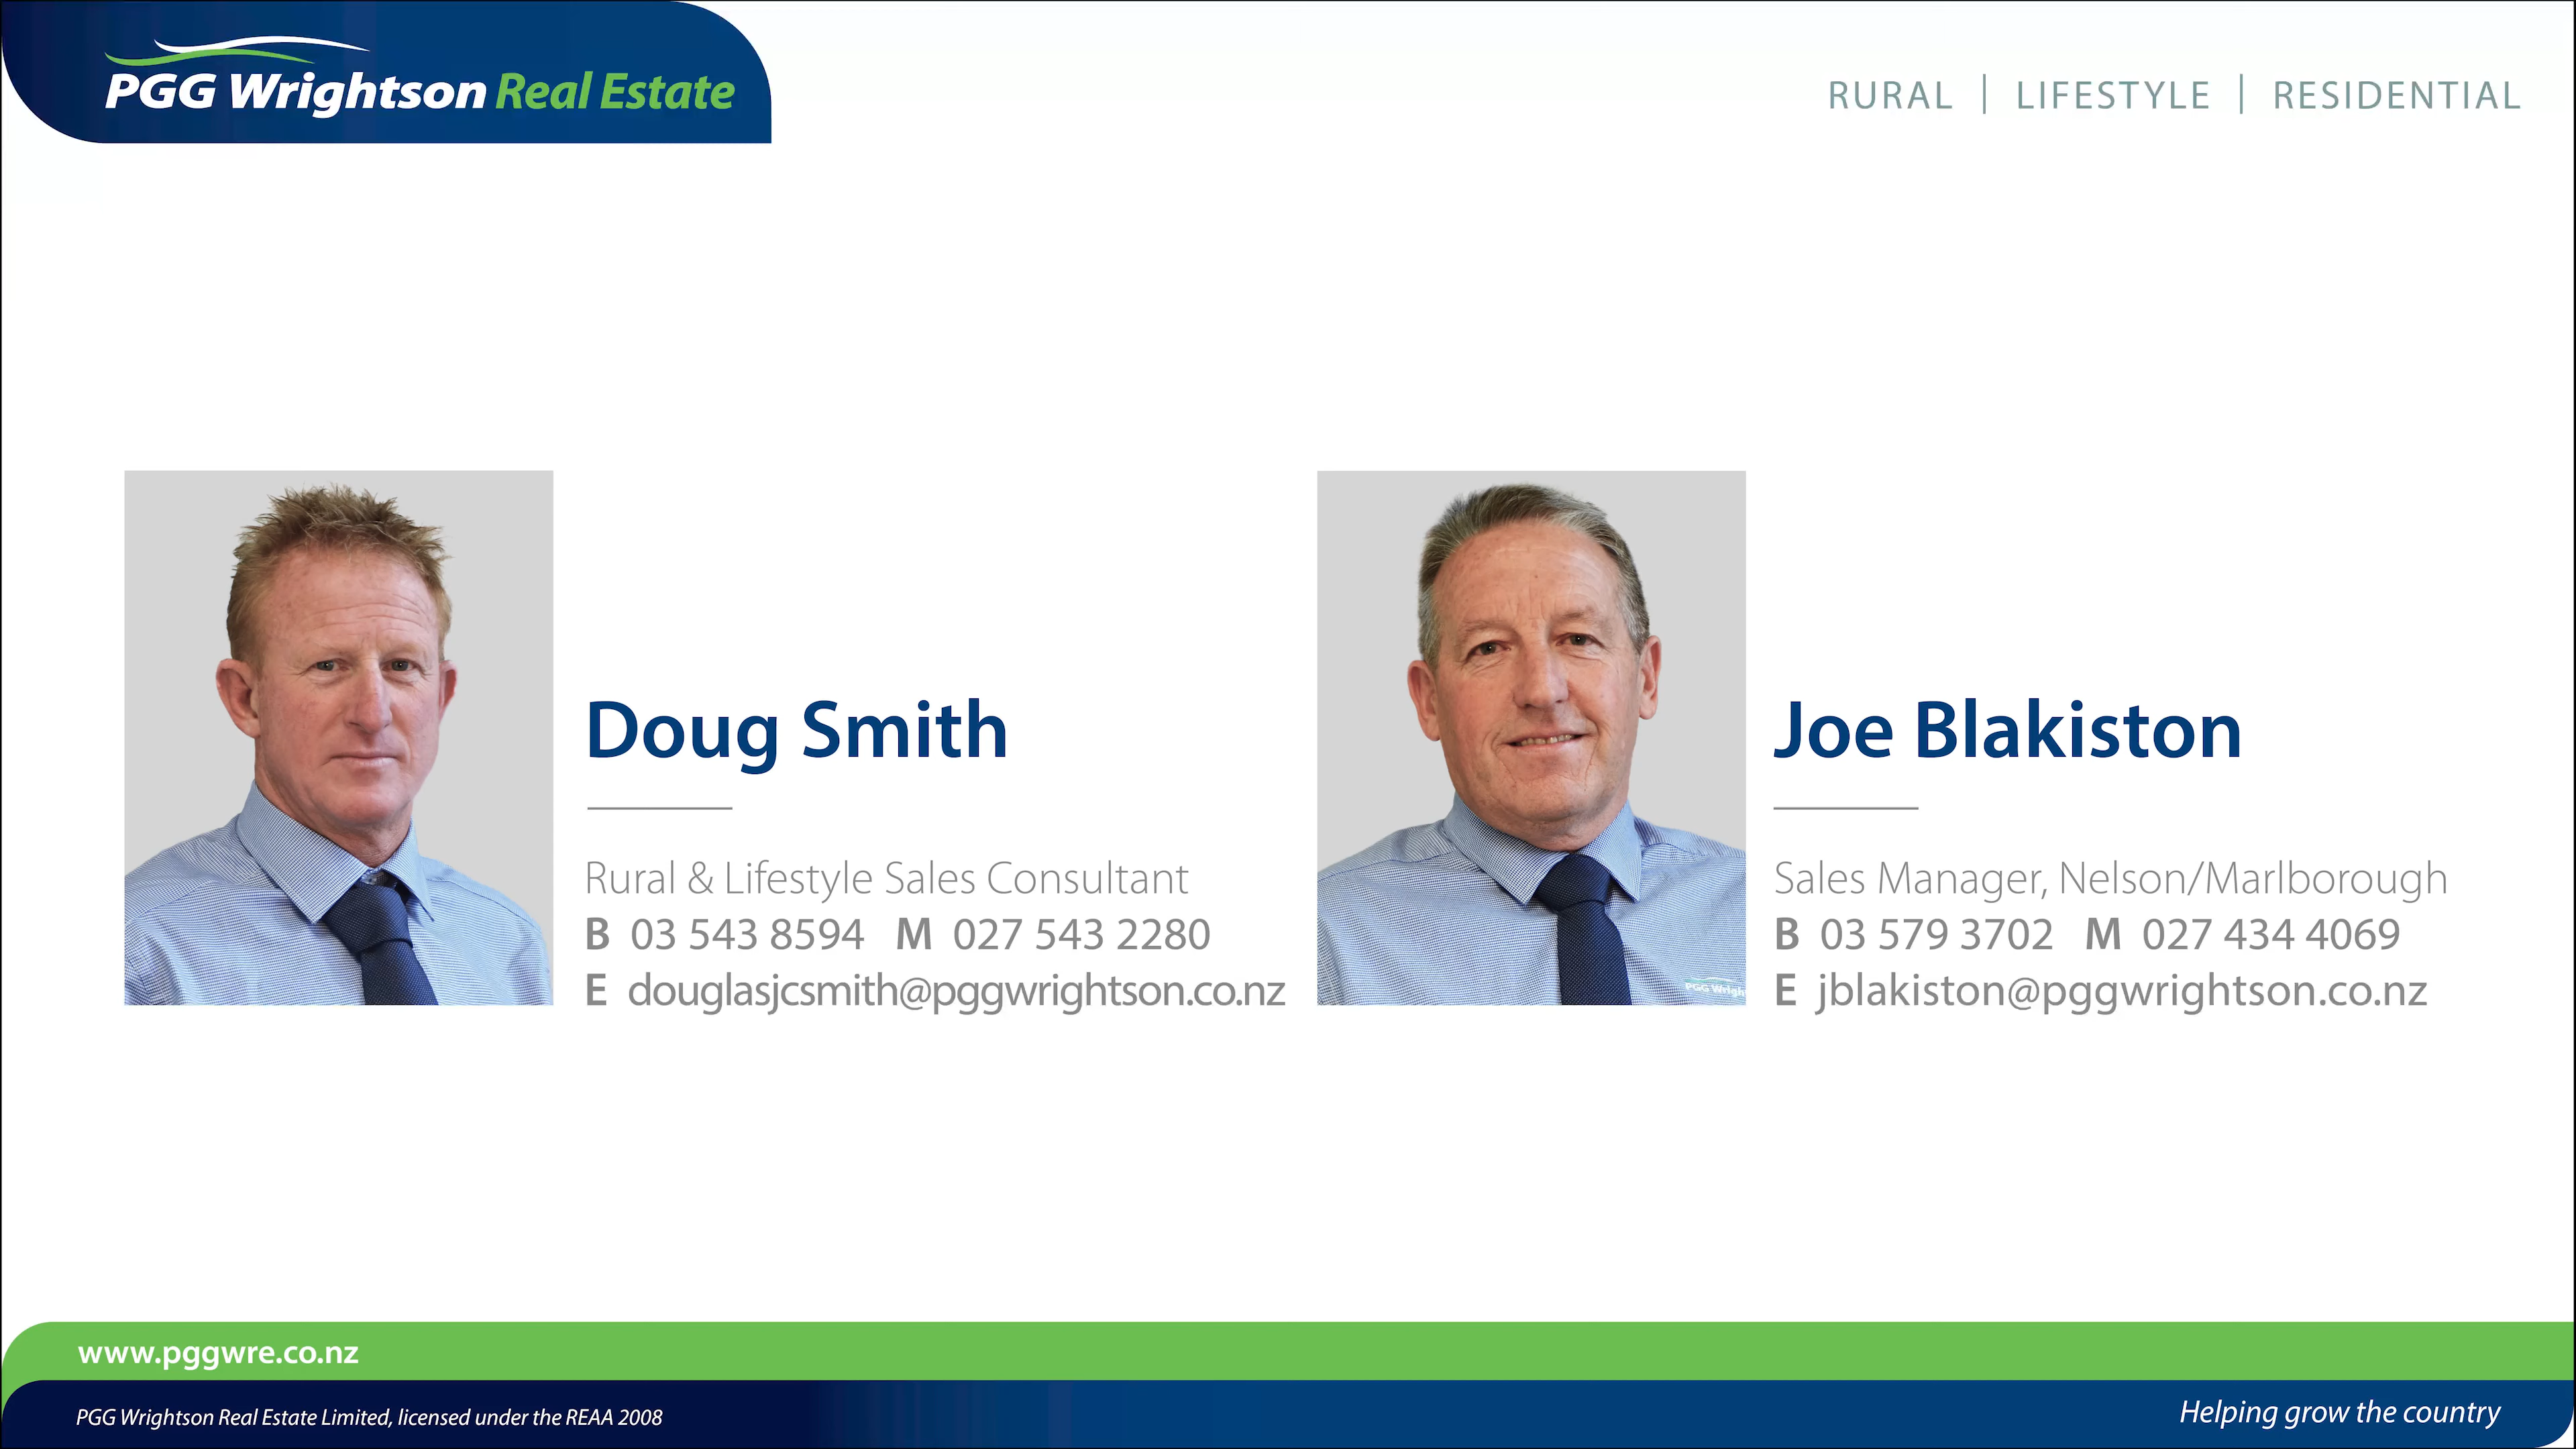 PGG Wrightson Real Estate
RURAL | LIFESTYLE | RESIDENTIAL
Doug Smith
Rural & Lifestyle Sales Consultant
B 03 543 8594 M 027 543 2280
E douglasjcsmith@pggwrightson.co.nz
PGG Wrigh
Joe Blakiston
Sales Manager, Nelson/Marlborough
B 03 579 3702 M 027 434 4069
E jblakiston@pggwrightson.co.nz
www.pggwre.co.nz
PGG Wrightson Real Estate Limited, licensed under the REAA 2008
Helping grow the country